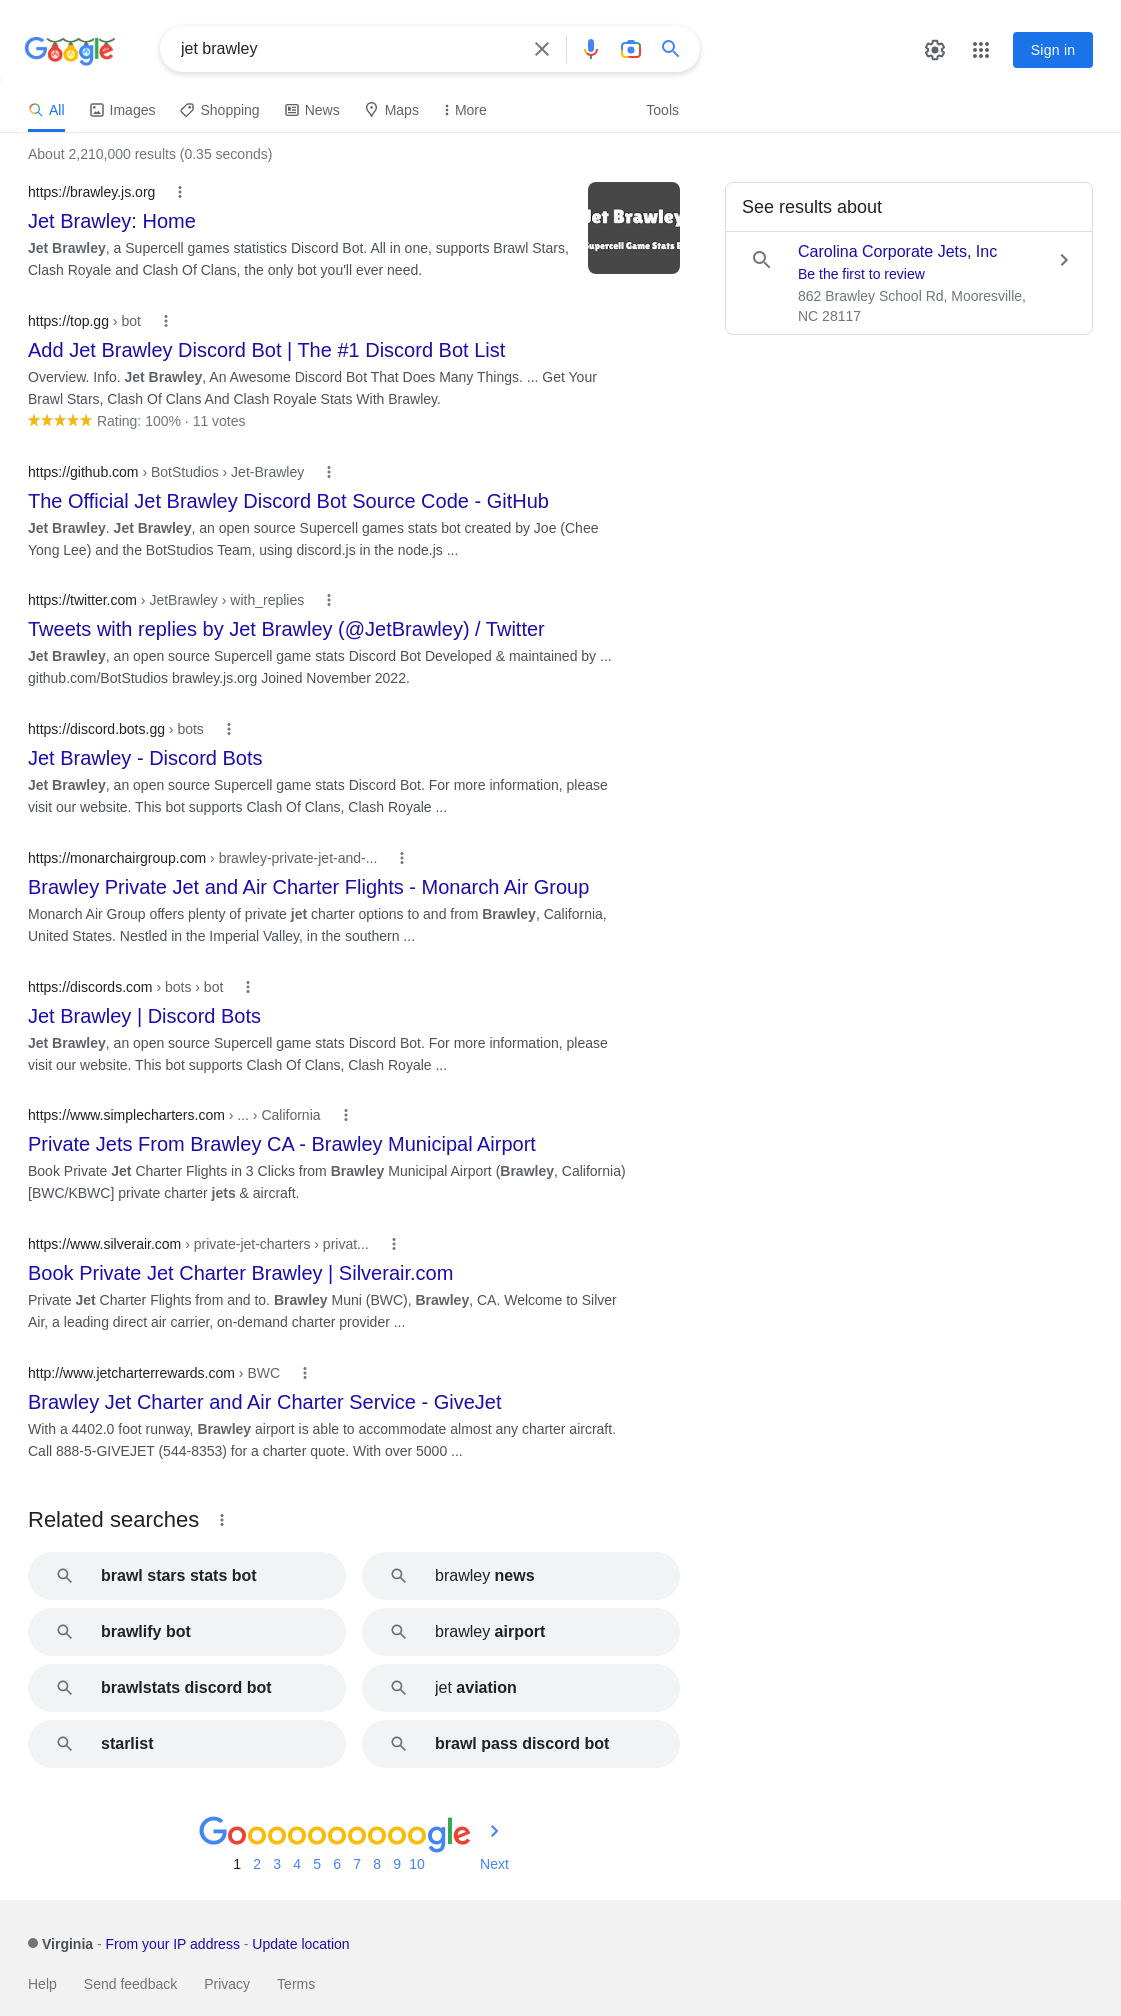 Google
jet brawley
Sign in
All
Images
Shopping
News
Maps
More
Tools
About 2,210,000 results (0.35 seconds)
https://brawley.js.org
Jet Brawley: Home
Jet Brawley, a Supercell games statistics Discord Bot. All in one, supports Brawl Stars,
Clash Royale and Clash Of Clans, the only bot you'll ever need.
Jet Brawley
Supercell Game Stats B
See results about
Carolina Corporate Jets, Inc
Be the first to review
862 Brawley School Rd, Mooresville,
NC 28117
https://top.gg › bot
Add Jet Brawley Discord Bot | The #1 Discord Bot List
Overview. Info. Jet Brawley, An Awesome Discord Bot That Does Many Things. ... Get Your
Brawl Stars, Clash Of Clans And Clash Royale Stats With Brawley.
Rating: 100% · 11 votes
https://github.com › BotStudios › Jet-Brawley
The Official Jet Brawley Discord Bot Source Code - GitHub
Jet Brawley. Jet Brawley, an open source Supercell games stats bot created by Joe (Chee
Yong Lee) and the BotStudios Team, using discord.js in the node.js ...
https://twitter.com › JetBrawley › with_replies
Tweets with replies by Jet Brawley (@JetBrawley) / Twitter
Jet Brawley, an open source Supercell game stats Discord Bot Developed & maintained by ...
github.com/BotStudios brawley.js.org Joined November 2022.
https://discord.bots.gg › bots
Jet Brawley - Discord Bots
Jet Brawley, an open source Supercell game stats Discord Bot. For more information, please
visit our website. This bot supports Clash Of Clans, Clash Royale ...
https://monarchairgroup.com › brawley-private-jet-and-...
Brawley Private Jet and Air Charter Flights - Monarch Air Group
Monarch Air Group offers plenty of private jet charter options to and from Brawley, California,
United States. Nestled in the Imperial Valley, in the southern ...
https://discords.com › bots › bot
Jet Brawley | Discord Bots
Jet Brawley, an open source Supercell game stats Discord Bot. For more information, please
visit our website. This bot supports Clash Of Clans, Clash Royale ...
https://www.simplecharters.com › ... › California
Private Jets From Brawley CA - Brawley Municipal Airport
Book Private Jet Charter Flights in 3 Clicks from Brawley Municipal Airport (Brawley, California)
[BWC/KBWC] private charter jets & aircraft.
https://www.silverair.com › private-jet-charters › privat...
Book Private Jet Charter Brawley | Silverair.com
Private Jet Charter Flights from and to. Brawley Muni (BWC), Brawley, CA. Welcome to Silver
Air, a leading direct air carrier, on-demand charter provider ...
http://www.jetcharterrewards.com › BWC
Brawley Jet Charter and Air Charter Service - GiveJet
With a 4402.0 foot runway, Brawley airport is able to accommodate almost any charter aircraft.
Call 888-5-GIVEJET (544-8353) for a charter quote. With over 5000 ...
Related searches
brawl stars stats bot
brawley news
brawlify bot
brawley airport
brawlstats discord bot
jet aviation
starlist
brawl pass discord bot
Goooooooooogle
1 2 3 4 5 6 7 8 9 10 Next
Virginia - From your IP address - Update location
Help Send feedback Privacy Terms